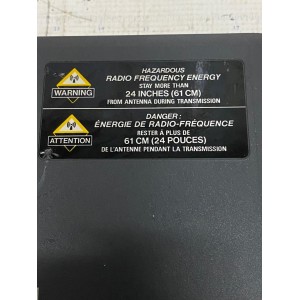 WARNING
HAZARDOUS
RADIO FREQUENCY ENERGY
STAY MORE THAN
24 INCHES (61 CM)
FROM ANTENNA DURING TRANSMISSION
ATTENTION
DANGER:
ÉNERGIE DE RADIO-FRÉQUENCE
RESTER À PLUS DE
61 CM (24 POUCES)
DE L'ANTENNE PENDANT LA TRANSMISSION